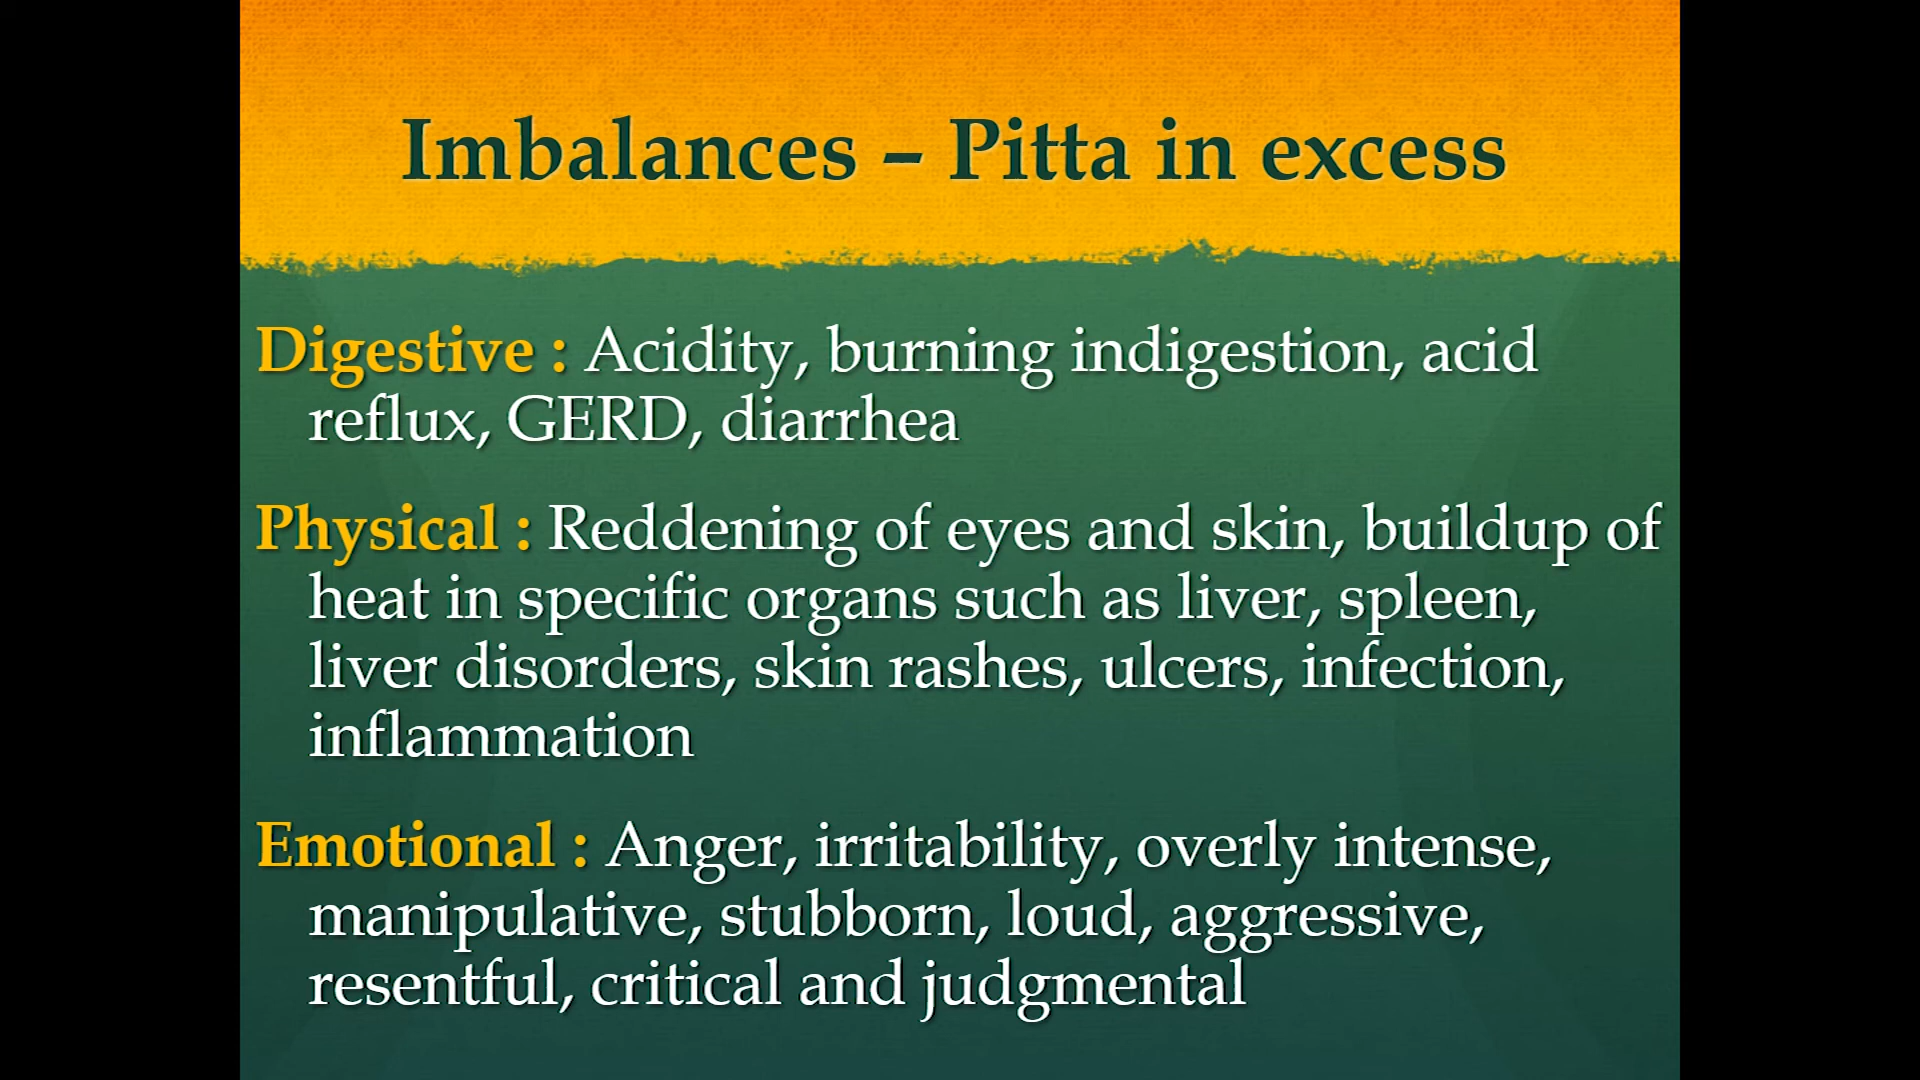 Imbalances – Pitta in excess
Digestive : Acidity, burning indigestion, acid
reflux, GERD, diarrhea
Physical : Reddening of eyes and skin, buildup of
heat in specific organs such as liver, spleen,
liver disorders, skin rashes, ulcers, infection,
inflammation
Emotional : Anger, irritability, overly intense,
manipulative, stubborn, loud, aggressive,
resentful, critical and judgmental